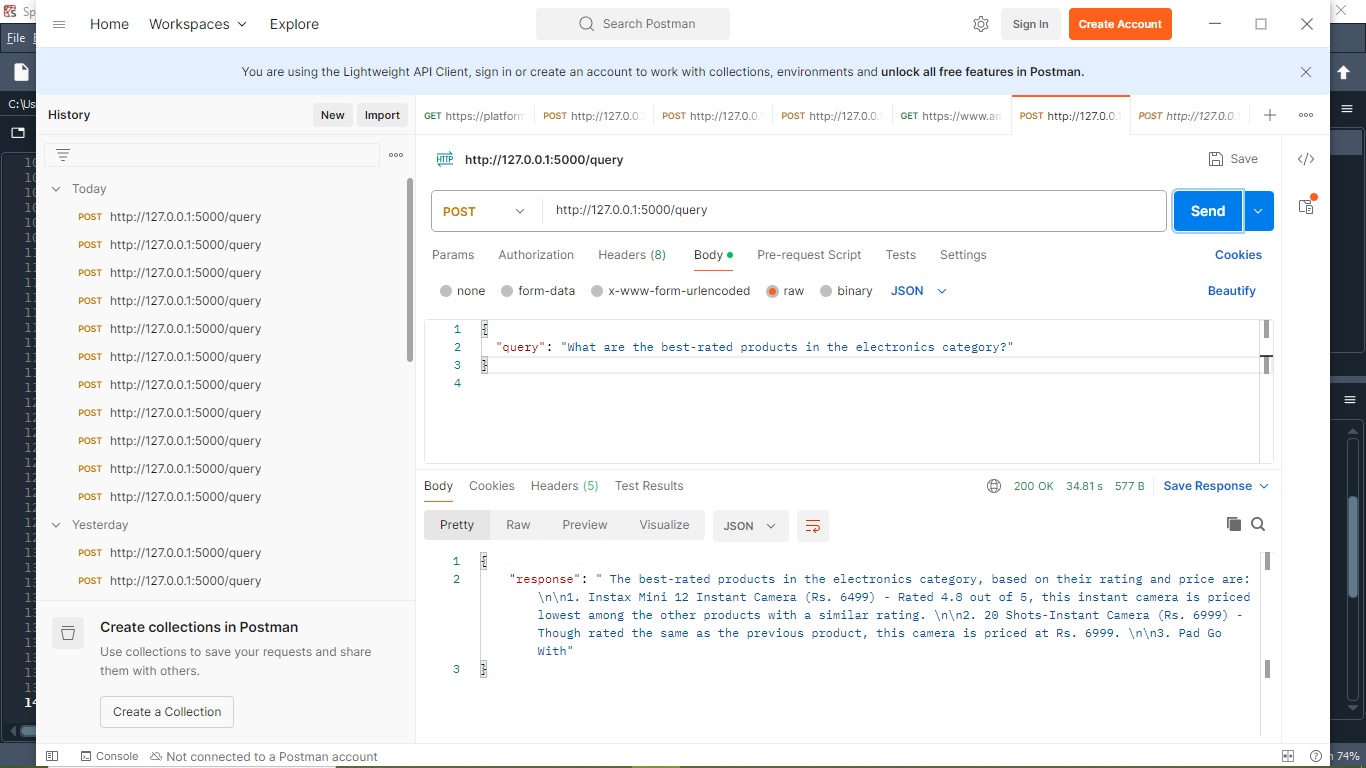 Sp
File
C:\Us
Home Workspaces Explore Search Postman Sign In Create Account
You are using the Lightweight API Client, sign in or create an account to work with collections, environments and unlock all free features in Postman.
History New Import
GET https://platform POST http://127.0.0. POST http://127.0.0.1 POST http://127.0.0. GET https://www.an POST http://127.0.0.1 POST http://127.0.0.1
HTTP http://127.0.0.1:5000/query Save
Today
POST http://127.0.0.1:5000/query
POST http://127.0.0.1:5000/query
POST http://127.0.0.1:5000/query
POST http://127.0.0.1:5000/query
POST http://127.0.0.1:5000/query
POST http://127.0.0.1:5000/query
POST http://127.0.0.1:5000/query
POST http://127.0.0.1:5000/query
POST http://127.0.0.1:5000/query
POST http://127.0.0.1:5000/query
POST http://127.0.0.1:5000/query
Yesterday
POST http://127.0.0.1:5000/query
POST http://127.0.0.1:5000/query
Create collections in Postman
Use collections to save your requests and share
them with others.
Create a Collection
POST http://127.0.0.1:5000/query Send
Params Authorization Headers (8) Body Pre-request Script Tests Settings Cookies
none form-data x-www-form-urlencoded raw binary JSON Beautify
1 {
2 "query": "What are the best-rated products in the electronics category?"
3 }
4
Body Cookies Headers (5) Test Results 200 OK 34.81 s 577 B Save Response
Pretty Raw Preview Visualize JSON
1 {
2 "response": " The best-rated products in the electronics category, based on their rating and price are:
\n\n1. Instax Mini 12 Instant Camera (Rs. 6499) - Rated 4.8 out of 5, this instant camera is priced
lowest among the other products with a similar rating. \n\n2. 20 Shots-Instant Camera (Rs. 6999) -
Though rated the same as the previous product, this camera is priced at Rs. 6999. \n\n3. Pad Go
With"
3 }
Console Not connected to a Postman account
74%